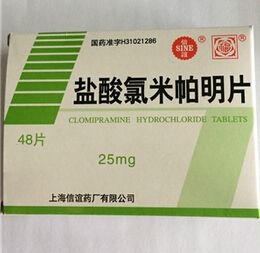 国药准字H31021286
信
SINE
谊
盐酸氯米帕明片
CLOMIPRAMINE HYDROCHLORIDE TABLETS
48片
25mg
上海信谊药厂有限公司